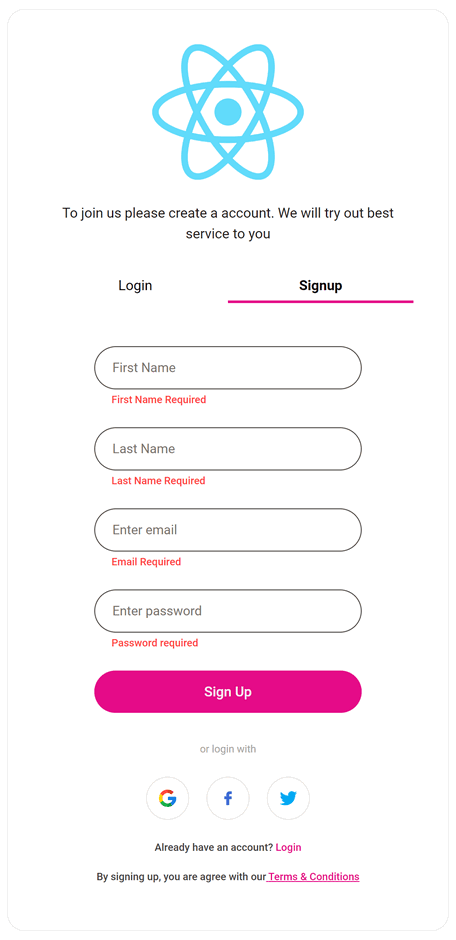 To join us please create a account. We will try out best
service to you
Login
Signup
First Name
First Name Required
Last Name
Last Name Required
Enter email
Email Required
Enter password
Password required
Sign Up
or login with
Already have an account? Login
By signing up, you are agree with our Terms & Conditions